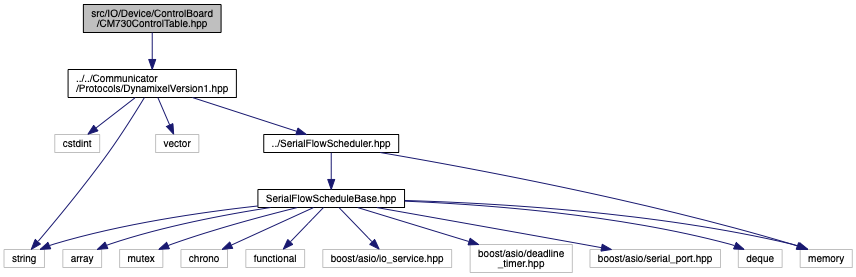 src/IO/Device/ControlBoard
/CM730ControlTable.hpp
../../Communicator
/Protocols/DynamixelVersion1.hpp
cstdint
vector
../SerialFlowScheduler.hpp
SerialFlowScheduleBase.hpp
string
array
mutex
chrono
functional
boost/asio/io_service.hpp
boost/asio/deadline
_timer.hpp
boost/asio/serial_port.hpp
deque
memory